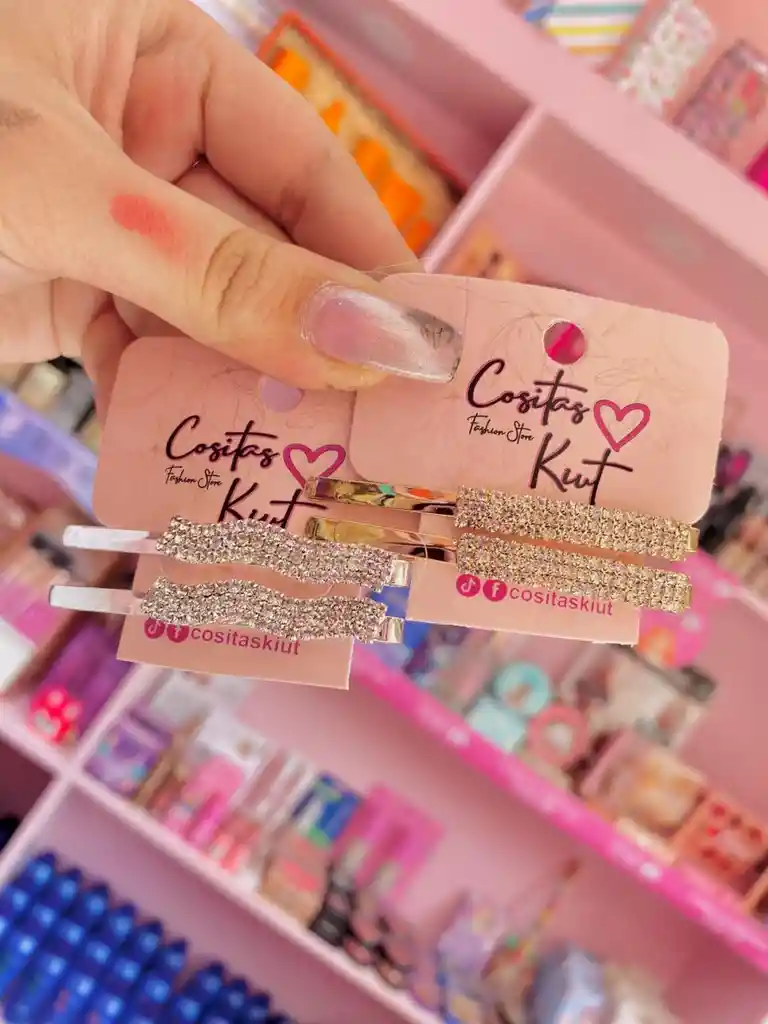 Cositas
Fashion Store
Kiut
cositaskiut
Cositas
Fashion Store
Kiut
cositaskiut